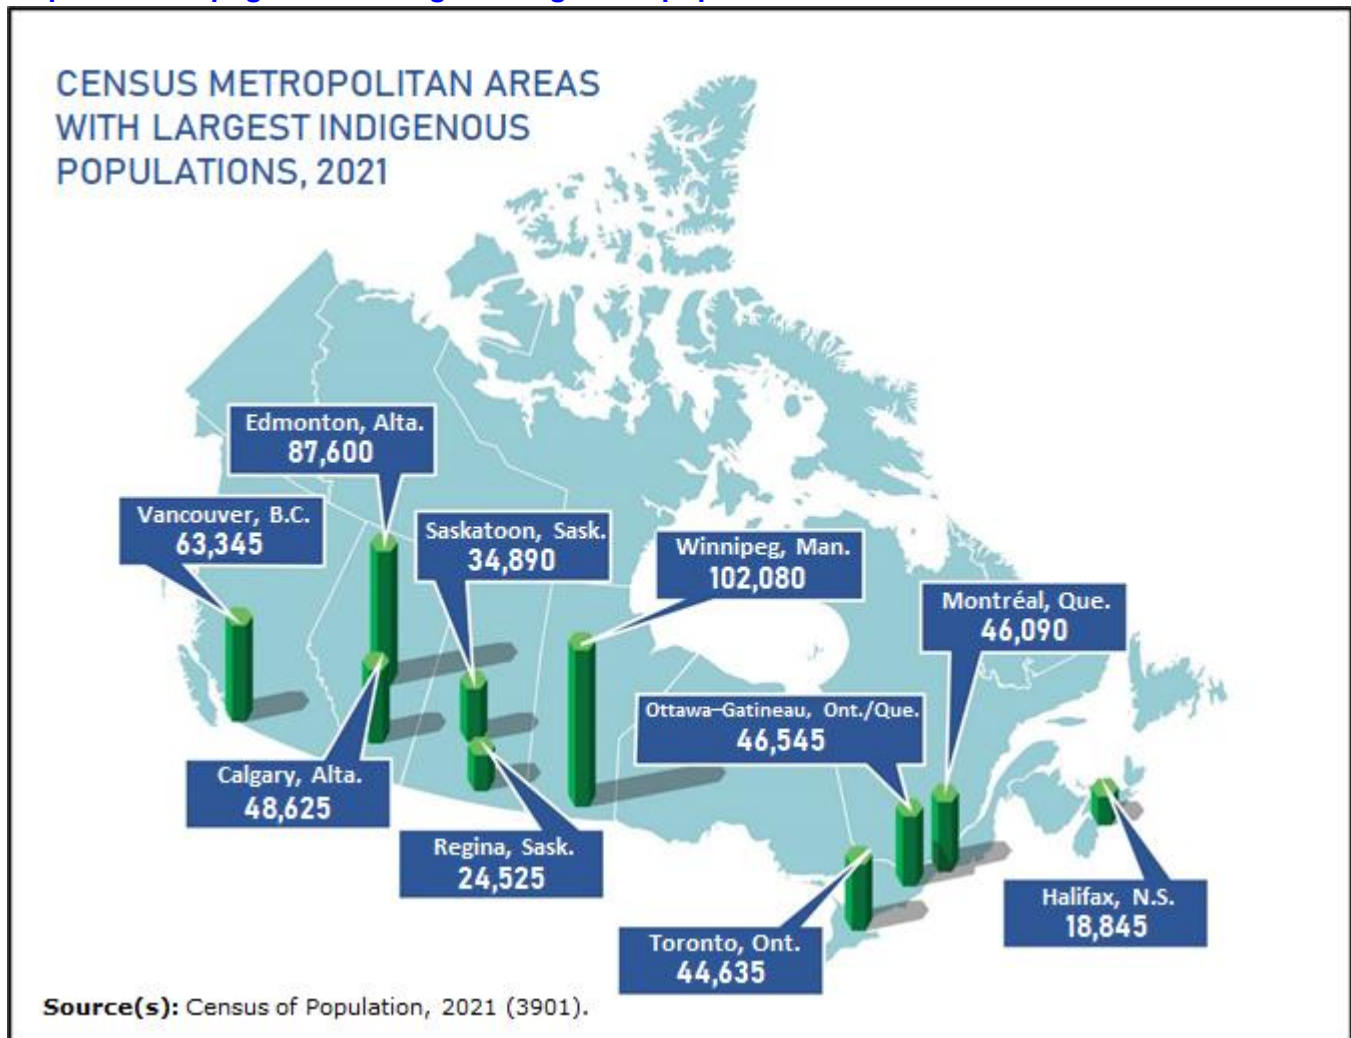 CENSUS METROPOLITAN AREAS
WITH LARGEST INDIGENOUS
POPULATIONS, 2021
Edmonton, Alta.
87,600
Vancouver, B.C.
63,345
Saskatoon, Sask.
34,890
Winnipeg, Man.
102,080
Montréal, Que.
46,090
Ottawa–Gatineau, Ont./Que.
46,545
Calgary, Alta.
48,625
Regina, Sask.
24,525
Halifax, N.S.
18,845
Toronto, Ont.
44,635
Source(s): Census of Population, 2021 (3901).